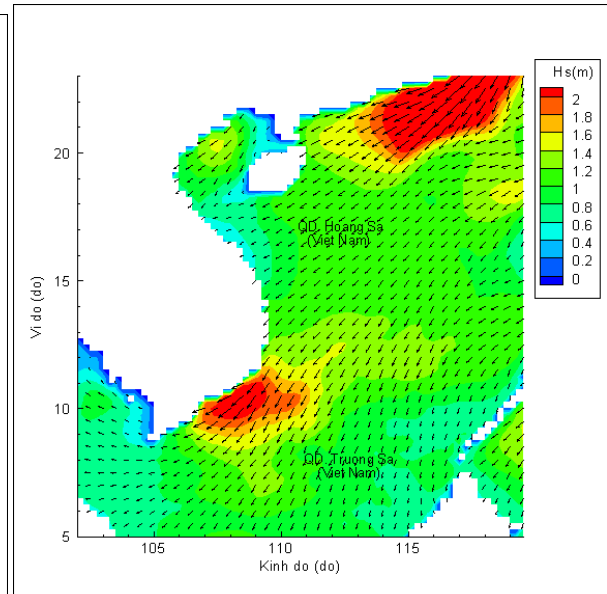 Hs(m)
2
1.8
1.6
1.4
1.2
1
0.8
0.6
0.4
0.2
0
20
15
10
5
Vi do (do)
QD. Hoang Sa
(Viet Nam)
QD. Truong Sa
(Viet Nam)
105
110
115
Kinh do (do)